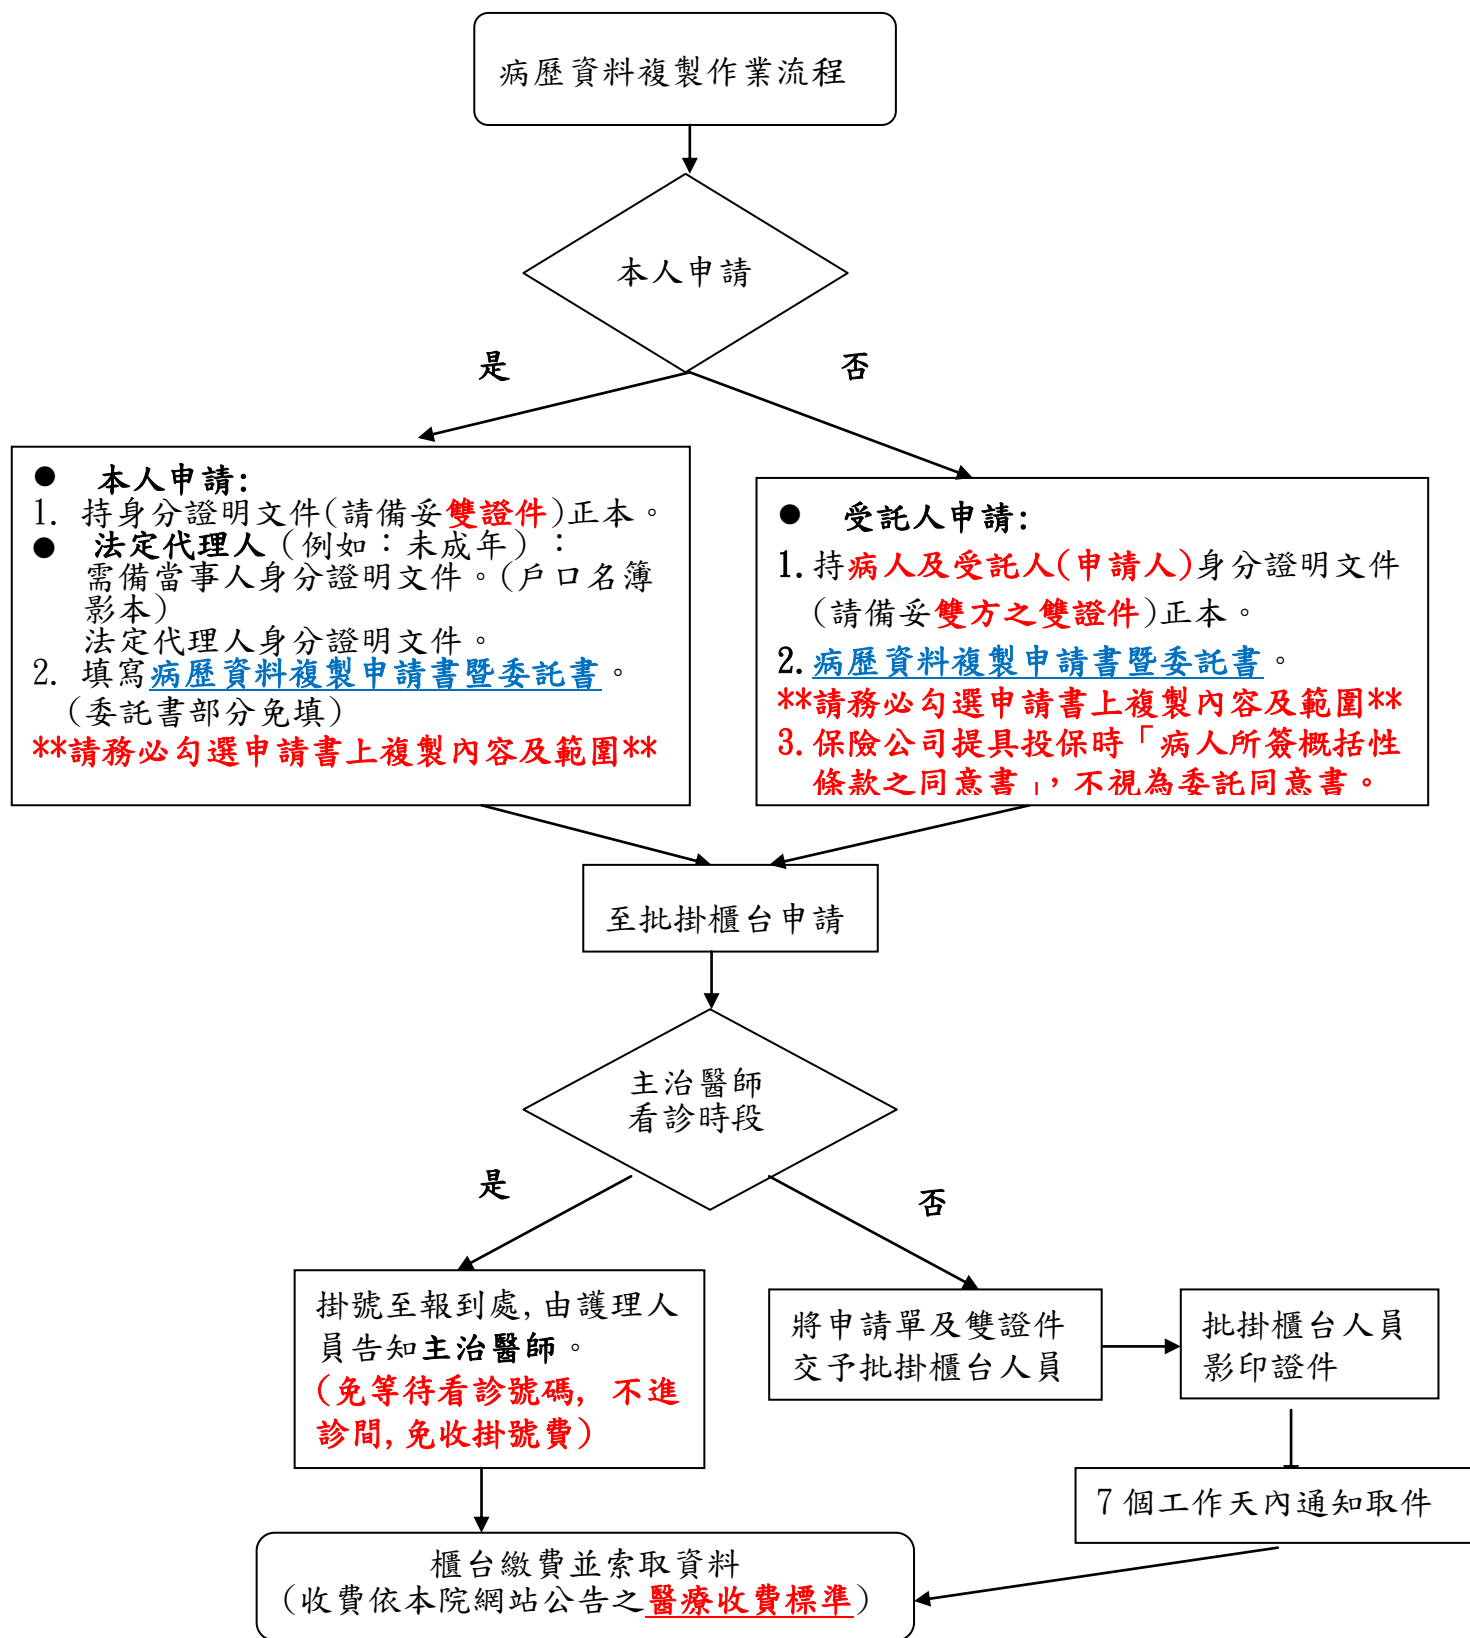 病歷資料複製作業流程
本人申請
是
否
● 本人申請:
1. 持身分證明文件(請備妥雙證件)正本。
● 法定代理人（例如：未成年）：
需備當事人身分證明文件。(戶口名簿
影本)
法定代理人身分證明文件。
2. 填寫病歷資料複製申請書暨委託書。
(委託書部分免填)
**請務必勾選申請書上複製內容及範圍**
● 受託人申請:
1.持病人及受託人(申請人)身分證明文件
(請備妥雙方之雙證件)正本。
2.病歷資料複製申請書暨委託書。
**請務必勾選申請書上複製內容及範圍**
3.保險公司提具投保時「病人所簽概括性
條款之同意書」，不視為委託同意書。
至批掛櫃台申請
主治醫師
看診時段
是
否
掛號至報到處,由護理人
員告知主治醫師。
(免等待看診號碼, 不進
診間,免收掛號費)
將申請單及雙證件
交予批掛櫃台人員
批掛櫃台人員
影印證件
7個工作天內通知取件
櫃台繳費並索取資料
(收費依本院網站公告之醫療收費標準)